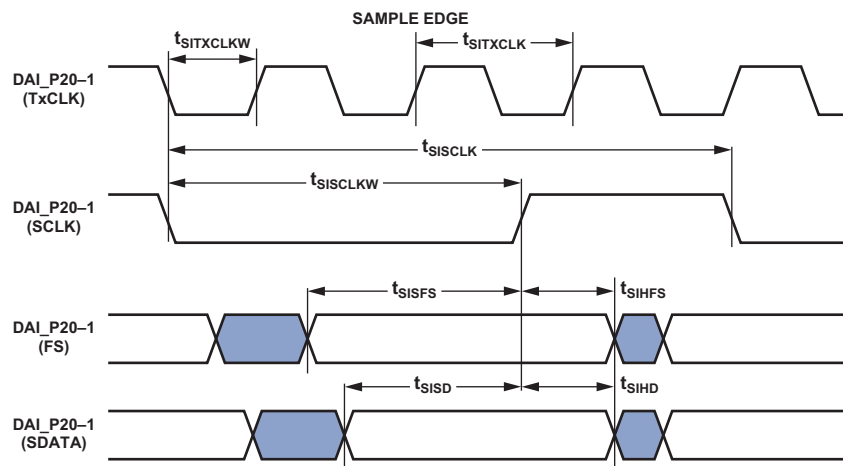 SAMPLE EDGE
tSITXCLKW
tSITXCLK
DAI_P20–1
(TxCLK)
tSISCLK
tSISCLKW
DAI_P20–1
(SCLK)
tSISFS
tSIHFS
DAI_P20–1
(FS)
tSISD
tSIHD
DAI_P20–1
(SDATA)